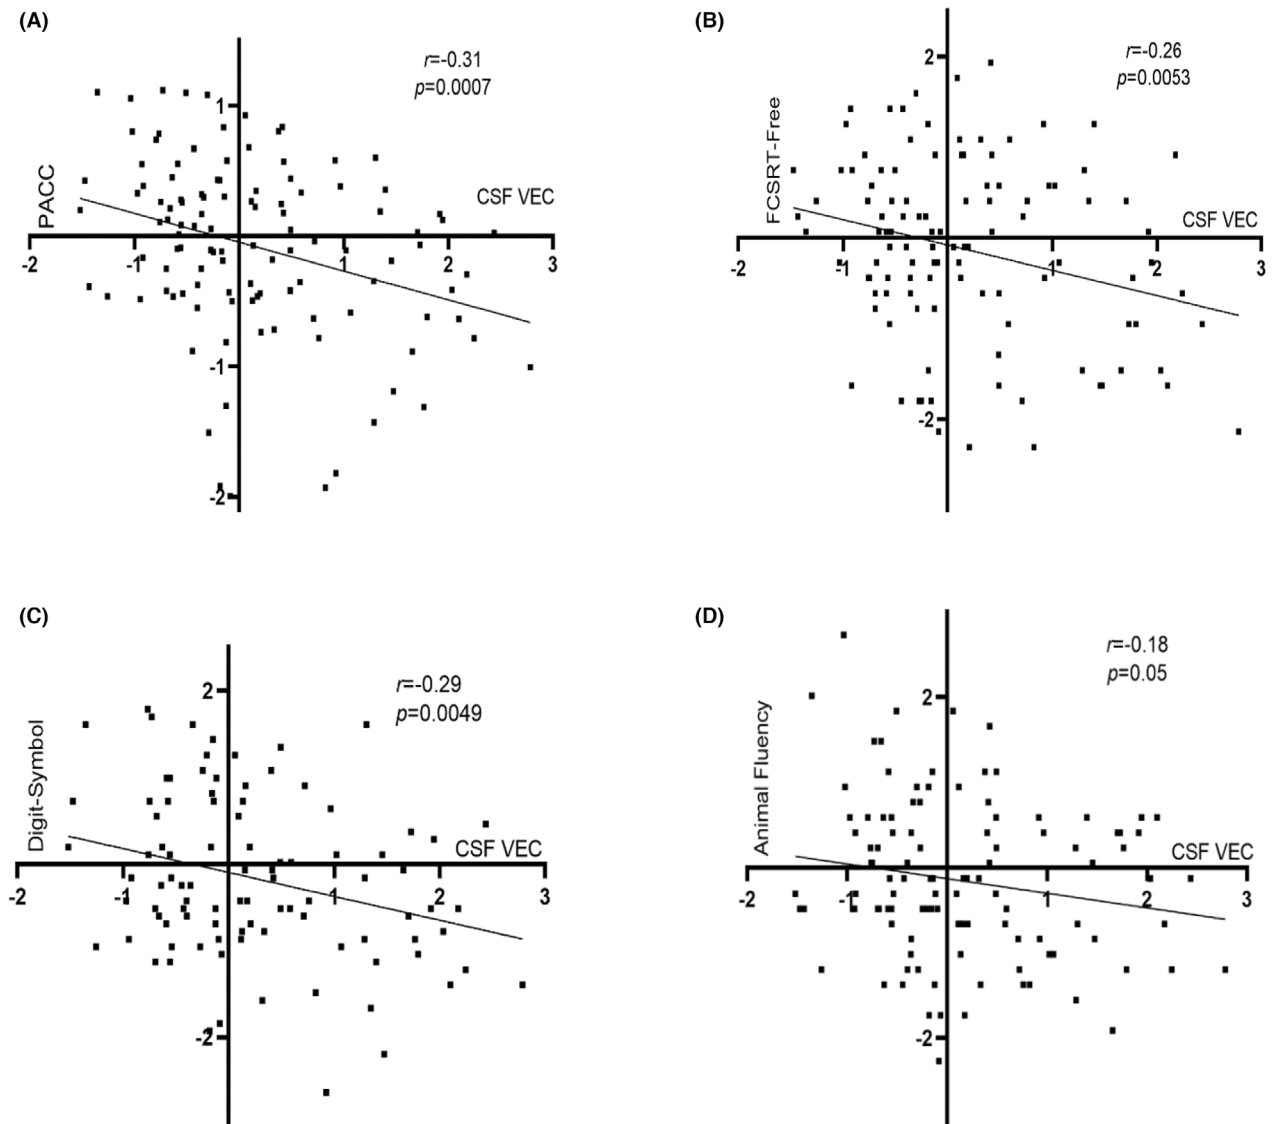 (A)
r=-0.31
p=0.0007
PACC
CSF VEC
1
-1
-2
-2
-1
1
2
3
(B)
r=-0.26
p=0.0053
FCSRT-Free
CSF VEC
2
-2
-2
-1
1
2
3
(C)
r=-0.29
p=0.0049
Digit-Symbol
CSF VEC
2
-2
-2
-1
1
2
3
(D)
r=-0.18
p=0.05
Animal Fluency
CSF VEC
2
-2
-2
-1
1
2
3